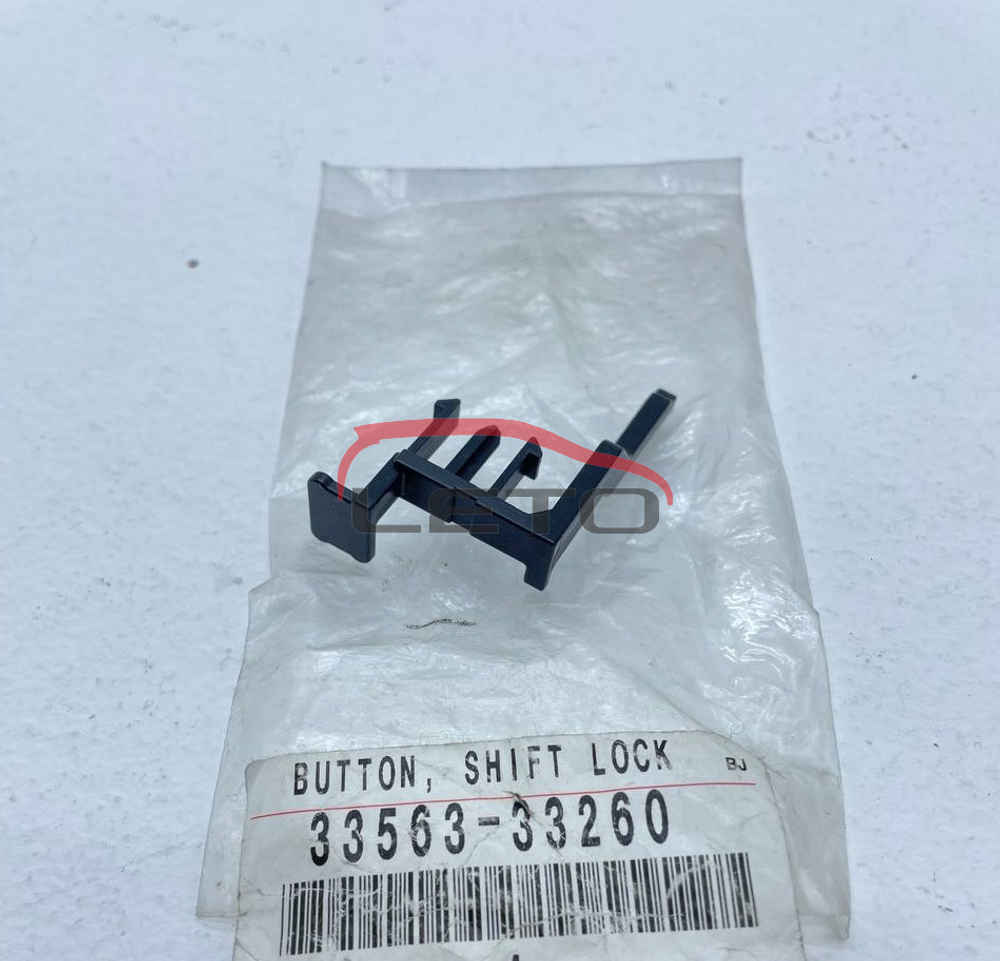 LETO
BUTTON, SHIFT LOCK BJ
33563-33260